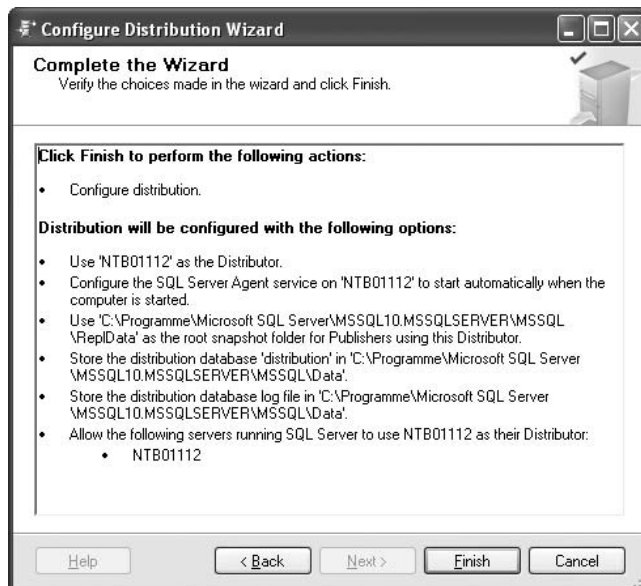 Configure Distribution Wizard
Complete the Wizard
Verify the choices made in the wizard and click Finish.
Click Finish to perform the following actions:
• Configure distribution.
Distribution will be configured with the following options:
• Use 'NTB01112' as the Distributor.
• Configure the SQL Server Agent service on 'NTB01112' to start automatically when the
computer is started.
• Use 'C:\Programme\Microsoft SQL Server\MSSQL10.MSSQLSERVER\MSSQL
\ReplData' as the root snapshot folder for Publishers using this Distributor.
• Store the distribution database 'distribution' in 'C:\Programme\Microsoft SQL Server
\MSSQL10.MSSQLSERVER\MSSQL\Data'.
• Store the distribution database log file in 'C:\Programme\Microsoft SQL Server
\MSSQL10.MSSQLSERVER\MSSQL\Data'.
• Allow the following servers running SQL Server to use NTB01112 as their Distributor:
• NTB01112
Help < Back Next > Finish Cancel